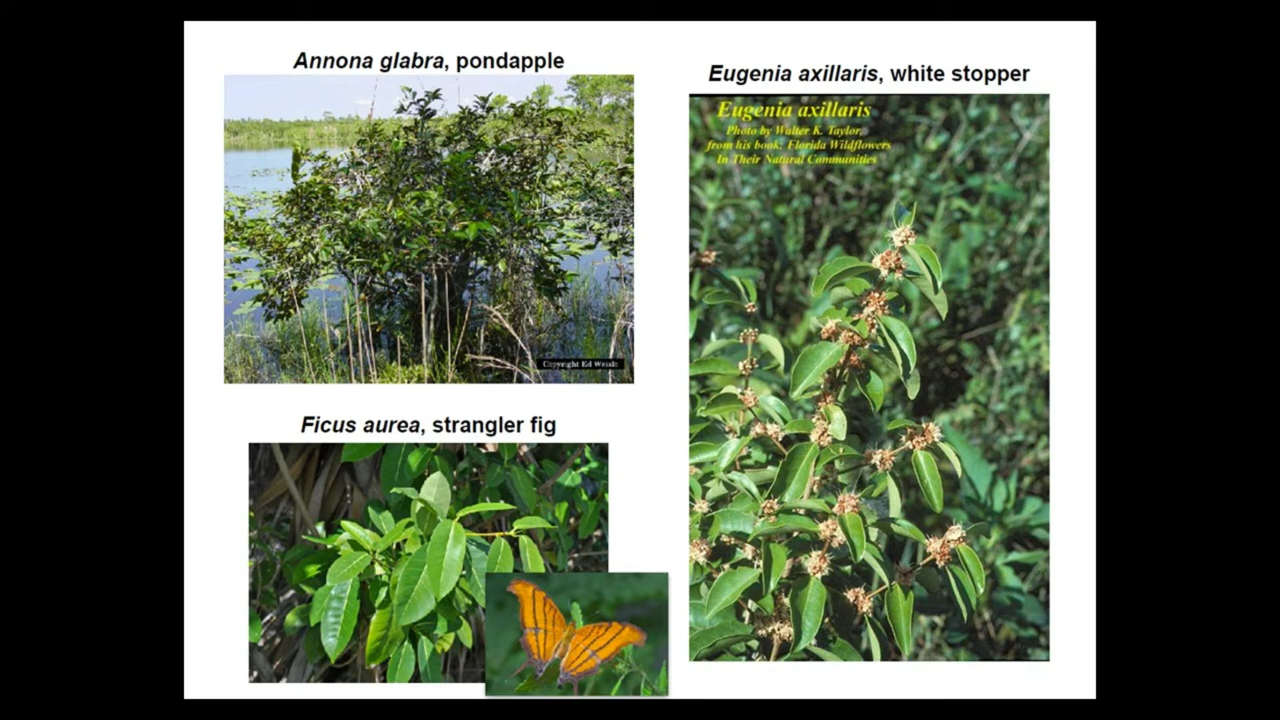 Annona glabra, pondapple
Copyright Ed Weislo
Ficus aurea, strangler fig
Eugenia axillaris, white stopper
Eugenia axillaris
Photo by Walter K. Taylor,
from his book: Florida Wildflowers
In Their Natural Communities